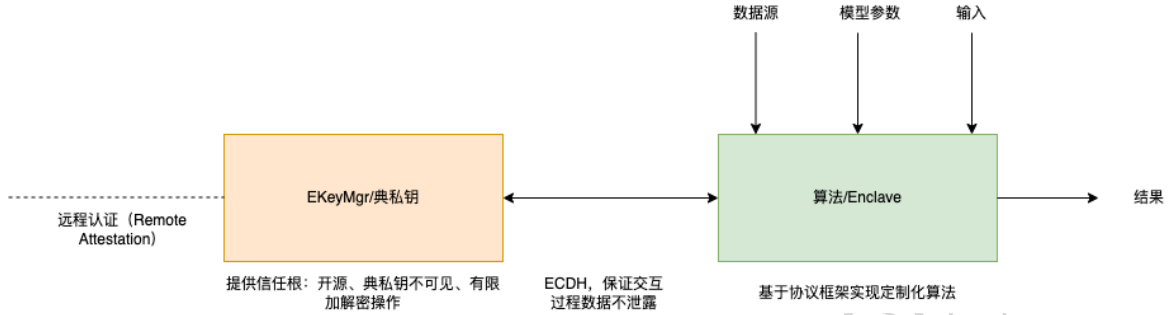 数据源
模型参数
输入
EKeyMgr/典私钥
算法/Enclave
结果
远程认证（Remote
Attestation）
提供信任根：开源、典私钥不可见、有限
加解密操作
ECDH，保证交互
过程数据不泄露
基于协议框架实现定制化算法